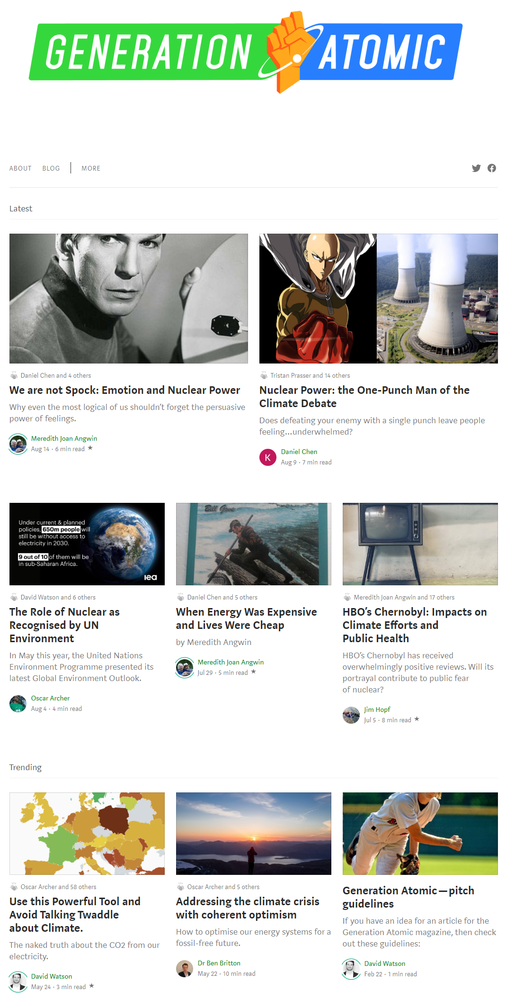 GENERATION ATOMIC
ABOUT BLOG MORE
Latest
Daniel Chen and 4 others
We are not Spock: Emotion and Nuclear Power
Why even the most logical of us shouldn’t forget the persuasive
power of feelings.
Meredith Joan Angwin
Aug 14 · 6 min read ★
Tristan Prasser and 14 others
Nuclear Power: the One-Punch Man of the
Climate Debate
Does defeating your enemy with a single punch leave people
feeling…underwhelmed?
K
Daniel Chen
Aug 9 · 7 min read
Under current & planned
policies, 650m people will
still be without access to
electricity in 2030.
9 out of 10 of them will be
in sub-Saharan Africa.
iea
David Watson and 6 others
The Role of Nuclear as
Recognised by UN
Environment
In May this year, the United Nations
Environment Programme presented its
latest Global Environment Outlook.
Oscar Archer
Aug 4 · 4 min read
Bill Gove
Daniel Chen and 5 others
When Energy Was Expensive
and Lives Were Cheap
by Meredith Angwin
Meredith Joan Angwin
Jul 29 · 5 min read ★
Meredith Joan Angwin and 17 others
HBO’s Chernobyl: Impacts on
Climate Efforts and
Public Health
HBO’s Chernobyl has received
overwhelmingly positive reviews. Will its
portrayal contribute to public fear
of nuclear?
Jim Hopf
Jul 5 · 8 min read ★
Trending
Oscar Archer and 58 others
Use this Powerful Tool and
Avoid Talking Twaddle
about Climate.
The naked truth about the CO2 from our
electricity.
David Watson
May 24 · 3 min read ★
Oscar Archer and 5 others
Addressing the climate crisis
with coherent optimism
How to optimise our energy systems for a
fossil-free future.
Dr Ben Britton
May 22 · 10 min read
Generation Atomic — pitch
guidelines
If you have an idea for an article for the
Generation Atomic magazine, then check
out these guidelines:
David Watson
Feb 22 · 1 min read